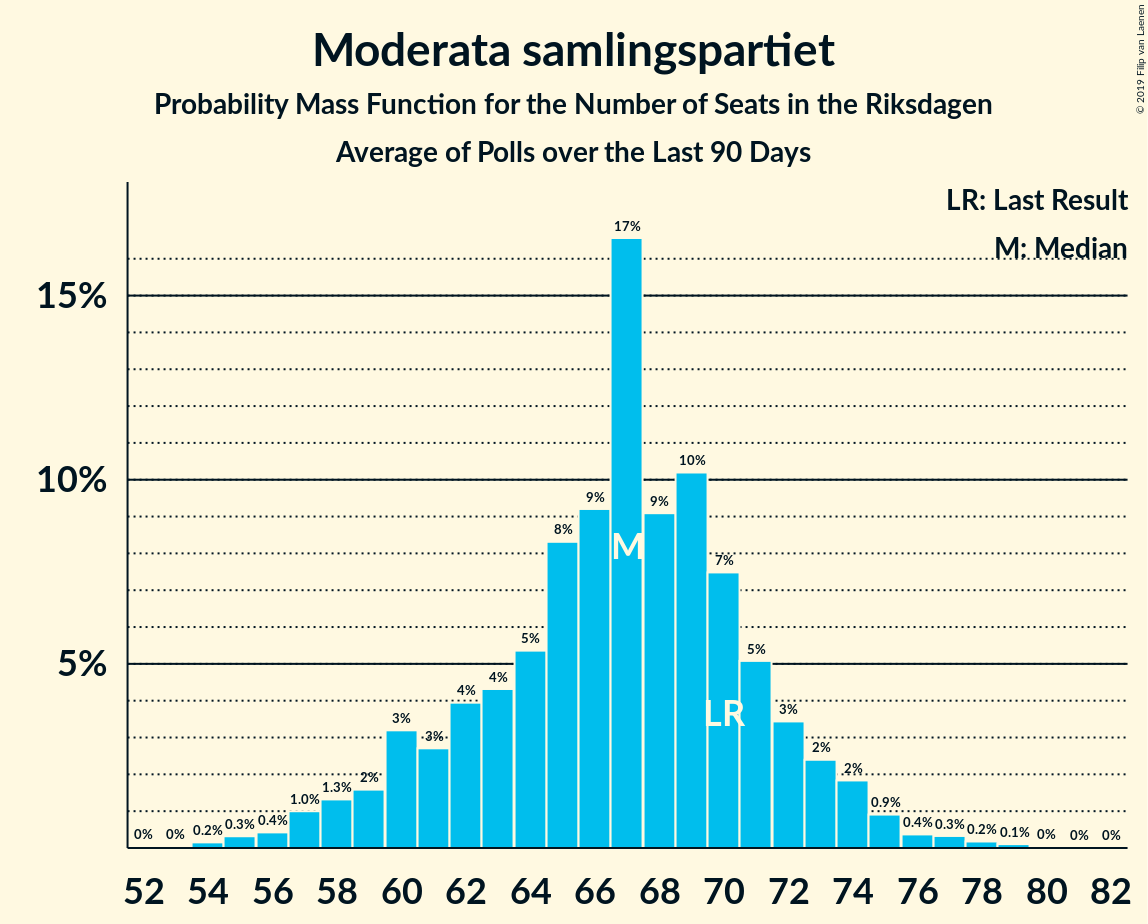 Moderata samlingspartiet
Probability Mass Function for the Number of Seats in the Riksdagen
Average of Polls over the Last 90 Days
© 2019 Filip van Laenen
LR: Last Result
M: Median
15%
10%
5%
0% 0% 0.2% 0.3% 0.4% 1.0% 1.3% 2% 3% 3% 4% 4% 5% 8% 9% 17% 9% 10% 7% 5% 3% 2% 2% 0.9% 0.4% 0.3% 0.2% 0.1% 0% 0% 0%
M
LR
52 54 56 58 60 62 64 66 68 70 72 74 76 78 80 82